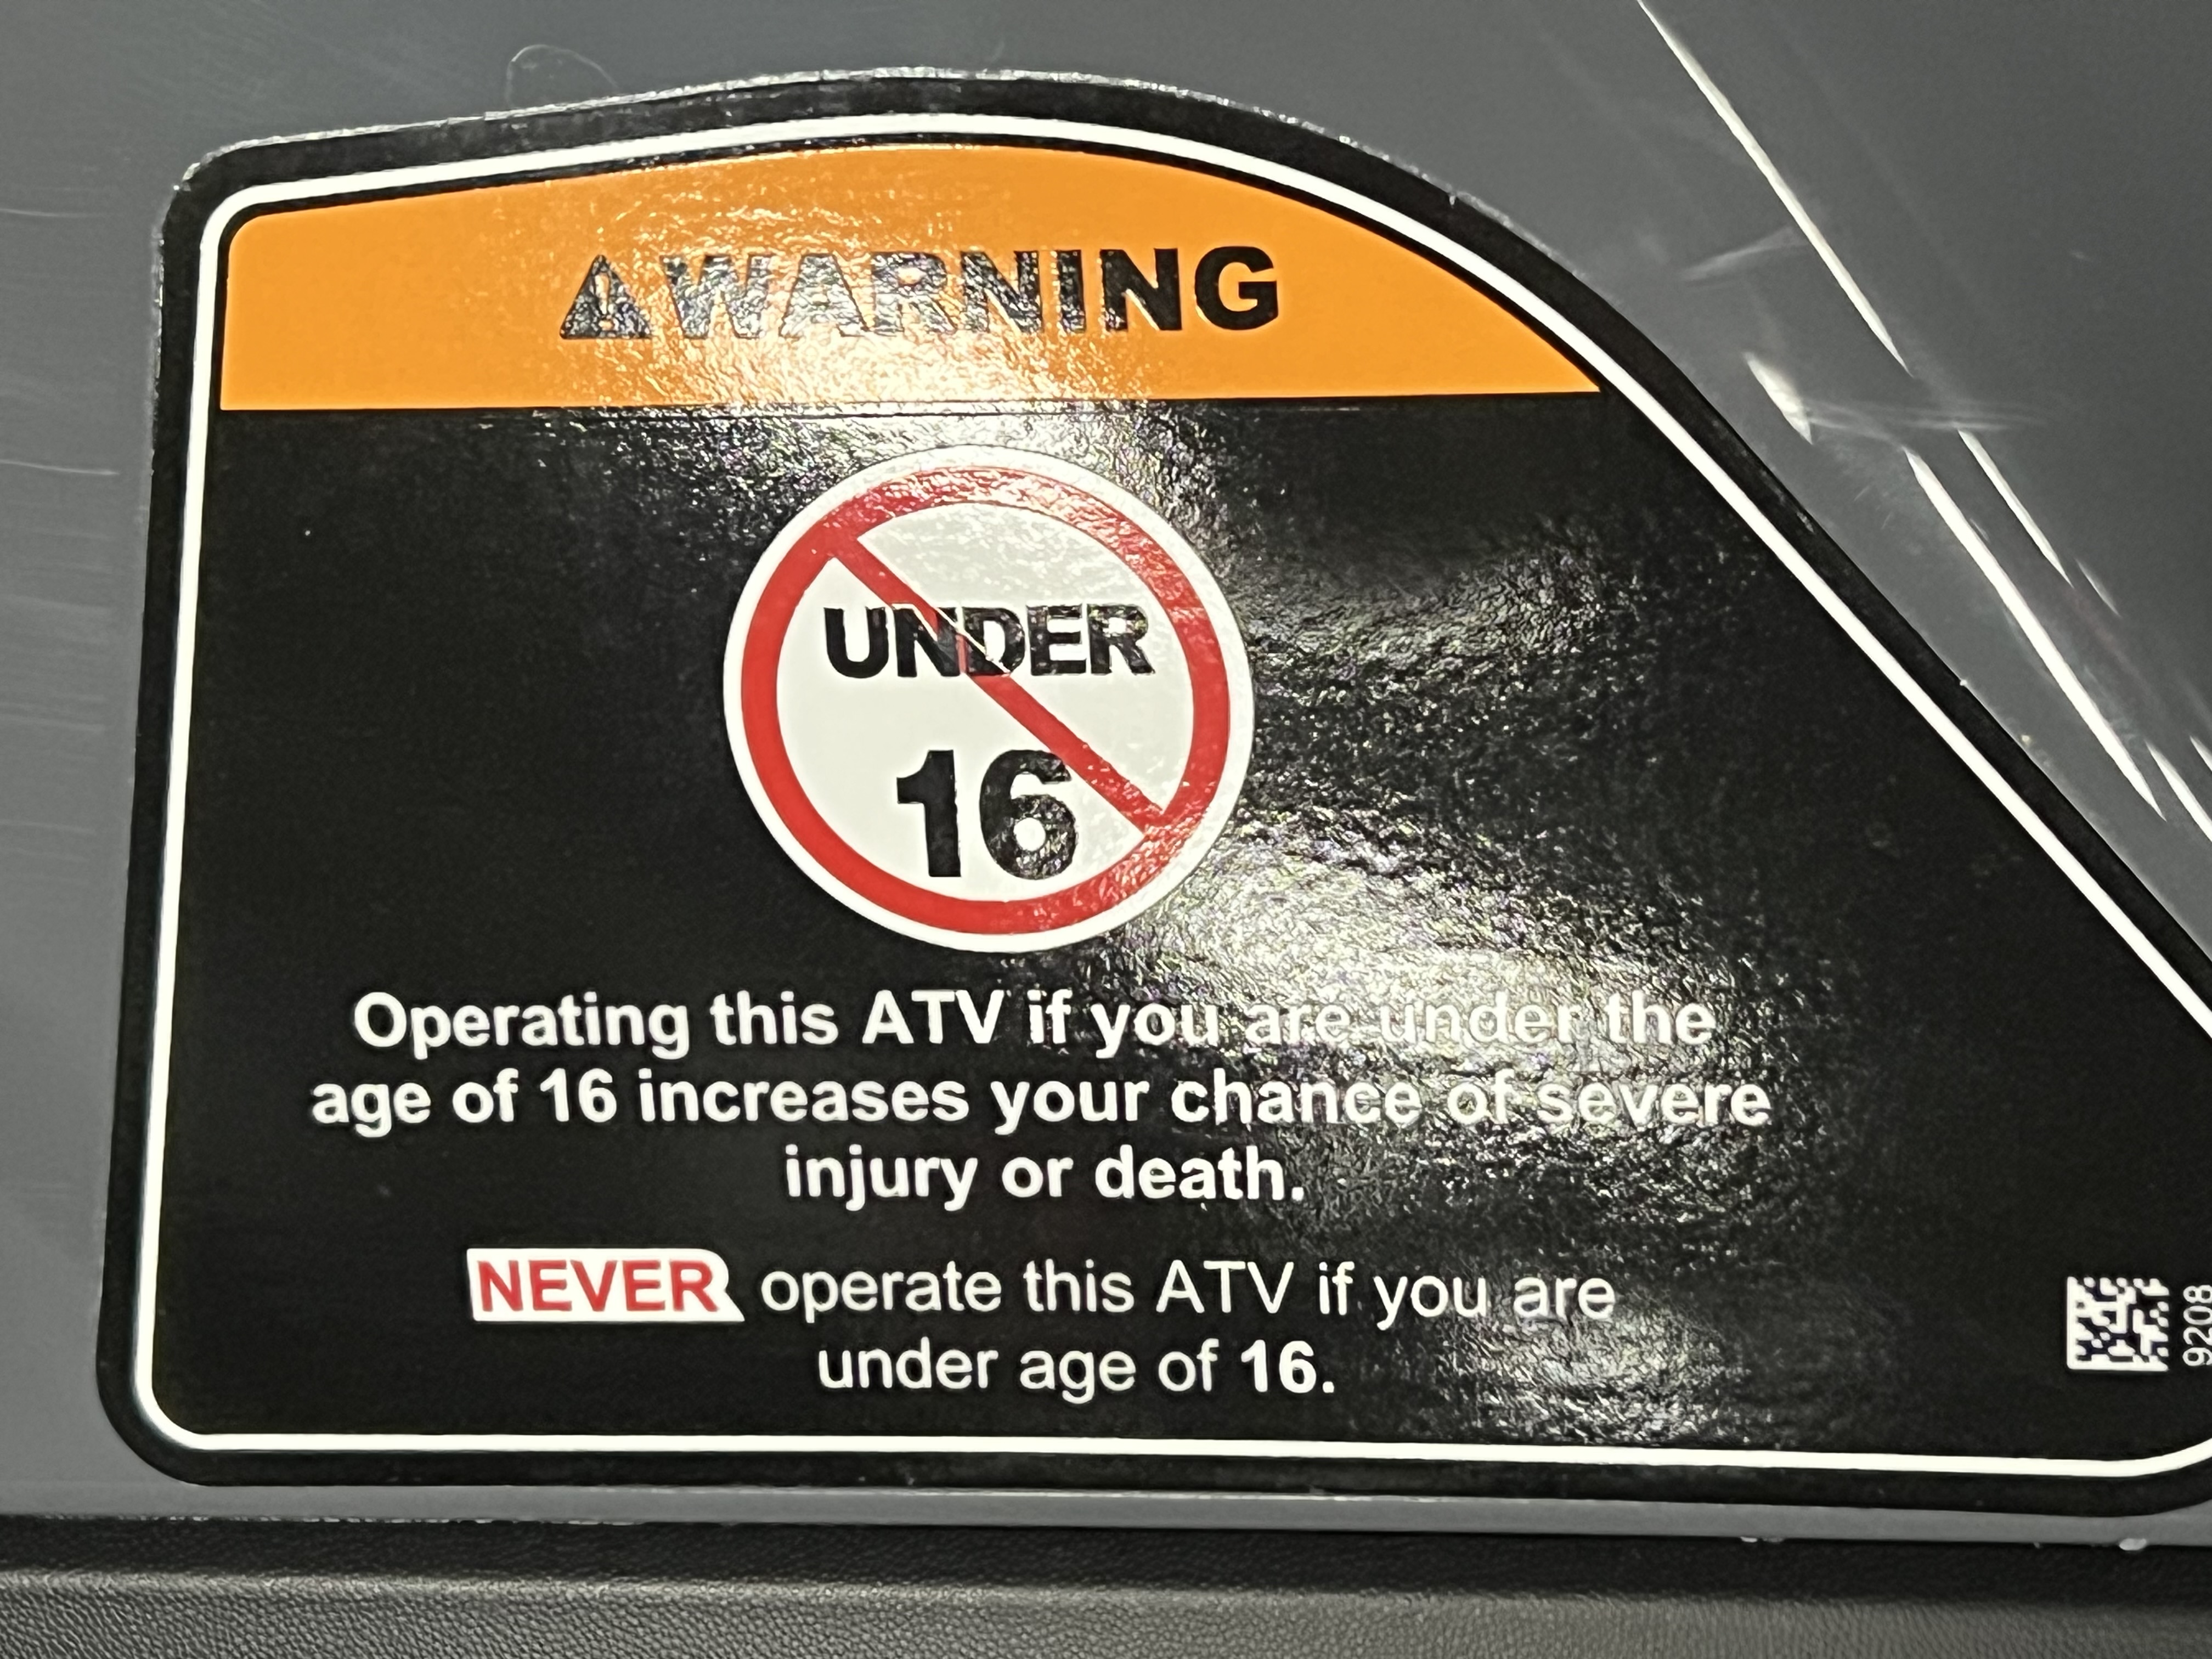 WARNING
UNDER
16
Operating this ATV if you are under the
age of 16 increases your chance of severe
injury or death.
NEVER operate this ATV if you are
under age of 16.
9208